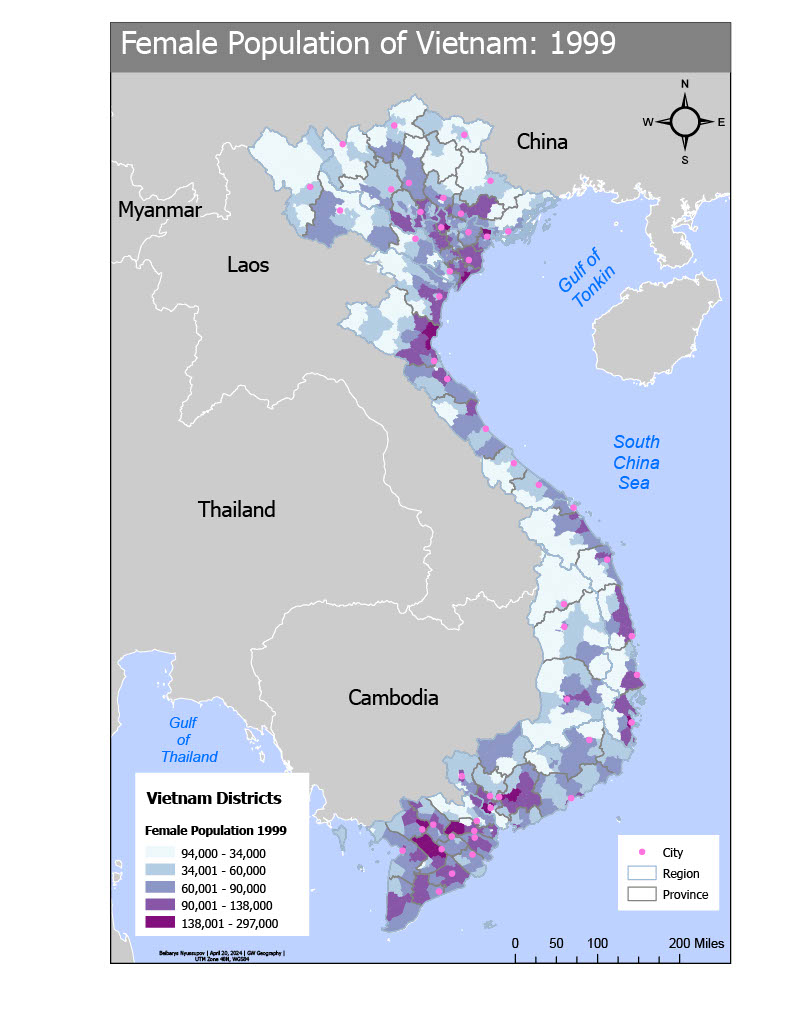 Female Population of Vietnam: 1999
N
W
E
S
China
Myanmar
Laos
Gulf of
Tonkin
South
China
Sea
Thailand
Cambodia
Gulf
of
Thailand
Vietnam Districts
Female Population 1999
94,000 - 34,000
34,001 - 60,000
60,001 - 90,000
90,001 - 138,000
138,001 - 297,000
City
Region
Province
0 50 100 200 Miles
| April 20, 2024 | GW Geography |
UTM Zone 48N, WGS84